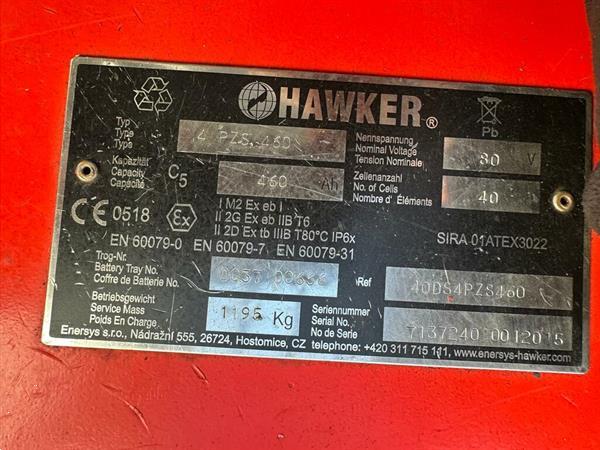 HAWKER ®
Pb
Typ
Type
Type
4 PZS 460
Nennspannung
Nominal Voltage
Tension Nominale
80 V
Kapazität
Capacity
Capacité
C5
460 Ah
Zellenanzahl
No. of Cells
Nombre d' Éléments
40
CE 0518
Ex
I M2 Ex eb I
II 2G Ex eb IIB T6
II 2D Ex tb IIIB T80°C IP6x
SIRA 01ATEX3022
EN 60079-0 EN 60079-7 EN 60079-31
Trog-Nr.
Battery Tray No.
Coffre de Batterie No.
Ref
40DS4PZS460
Betriebsgewicht
Service Mass
Poids En Charge
1195 Kg
Seriennummer
Serial No.
No de Serie
7137240 0012015
Enersys s.r.o., Nádražní 555, 26724, Hostomice, CZ telephone: +420 311 715 111, www.enersys-hawker.com